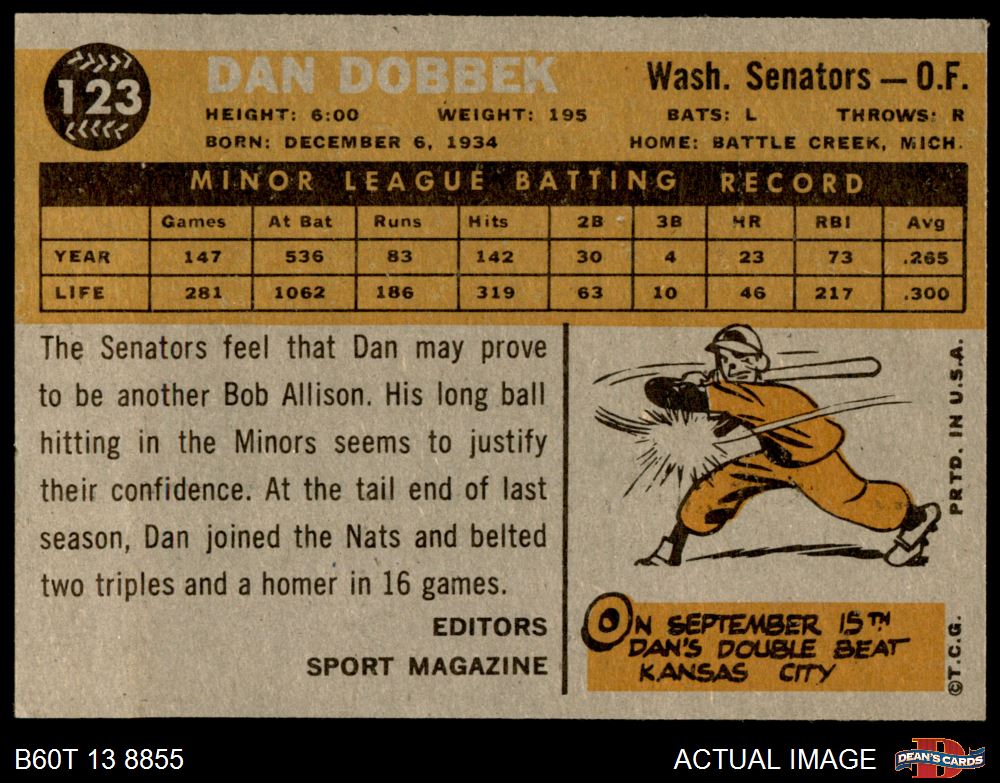 123
DAN DOBBEK
Wash. Senators — O.F.
HEIGHT: 6:00 WEIGHT: 195 BATS: L THROWS: R
BORN: DECEMBER 6, 1934 HOME: BATTLE CREEK, MICH.
MINOR LEAGUE BATTING RECORD
Games At Bat Runs Hits 2B 3B HR RBI Avg
YEAR 147 536 83 142 30 4 23 73 .265
LIFE 281 1062 186 319 63 10 46 217 .300
The Senators feel that Dan may prove
to be another Bob Allison. His long ball
hitting in the Minors seems to justify
their confidence. At the tail end of last
season, Dan joined the Nats and belted
two triples and a homer in 16 games.
EDITORS
SPORT MAGAZINE
ON SEPTEMBER 15TH
DAN'S DOUBLE BEAT
KANSAS CITY
PRTD. IN U.S.A.
©T.C.G.
B60T 13 8855
ACTUAL IMAGE
D
DEAN'S CARDS